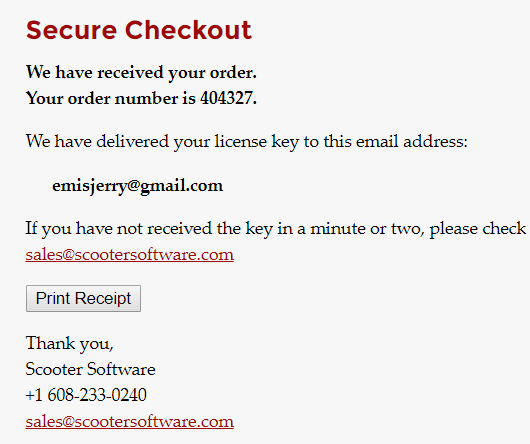 Secure Checkout
We have received your order.
Your order number is 404327.
We have delivered your license key to this email address:
emisjerry@gmail.com
If you have not received the key in a minute or two, please check
sales@scootersoftware.com
Print Receipt
Thank you,
Scooter Software
+1 608-233-0240
sales@scootersoftware.com